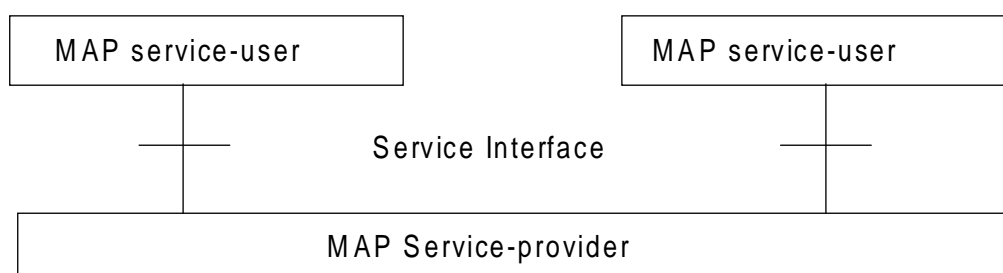 MAP service-user
MAP service-user
Service Interface
MAP Service-provider